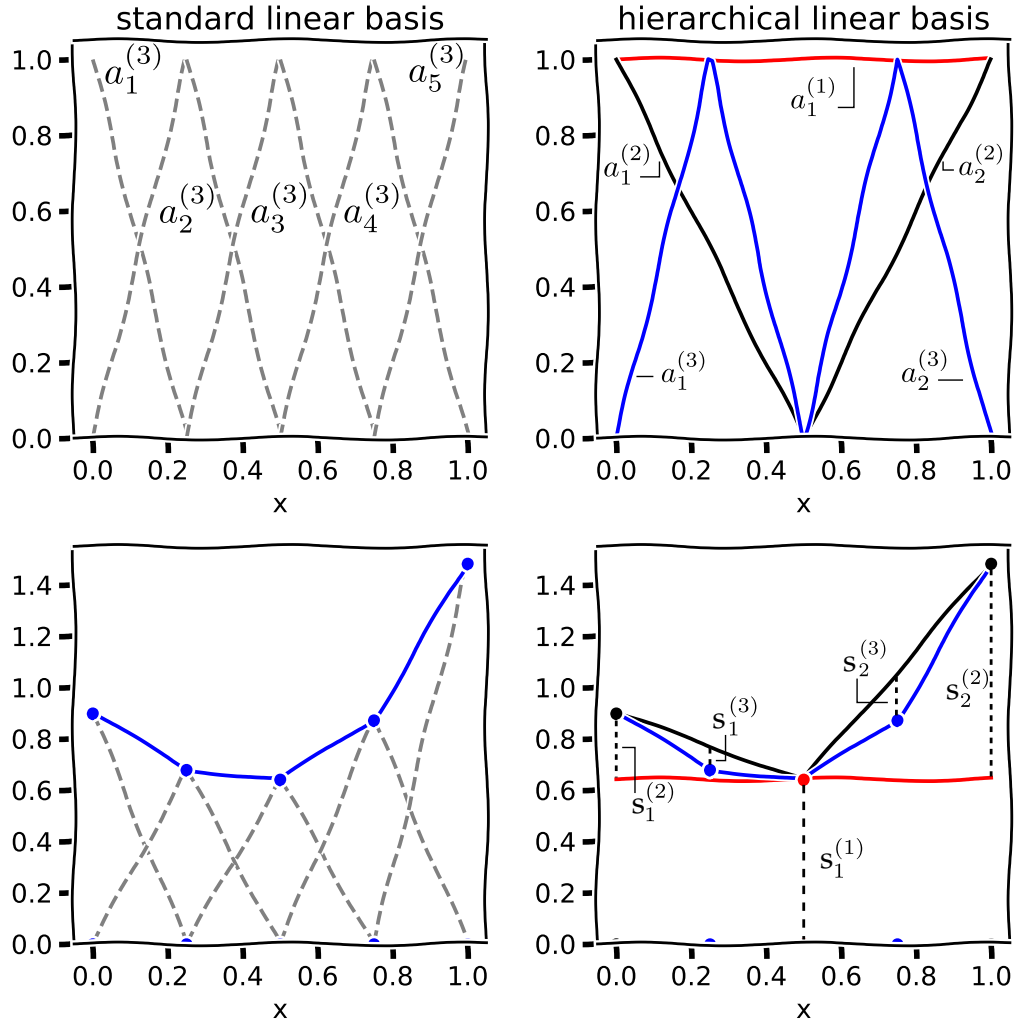 standard linear basis
1.0
0.8
0.6
0.4
0.2
0.0
a_1^{(3)}
a_5^{(3)}
a_2^{(3)} a_3^{(3)} a_4^{(3)}
0.0 0.2 0.4 0.6 0.8 1.0
x
hierarchical linear basis
1.0
0.8
0.6
0.4
0.2
0.0
a_1^{(1)}
a_1^{(2)}
a_2^{(2)}
a_1^{(3)}
a_2^{(3)}
0.0 0.2 0.4 0.6 0.8 1.0
x
1.4
1.2
1.0
0.8
0.6
0.4
0.2
0.0
0.0 0.2 0.4 0.6 0.8 1.0
x
1.4
1.2
1.0
0.8
0.6
0.4
0.2
0.0
s_2^{(3)}
s_2^{(2)}
s_1^{(3)}
s_1^{(2)}
s_1^{(1)}
0.0 0.2 0.4 0.6 0.8 1.0
x